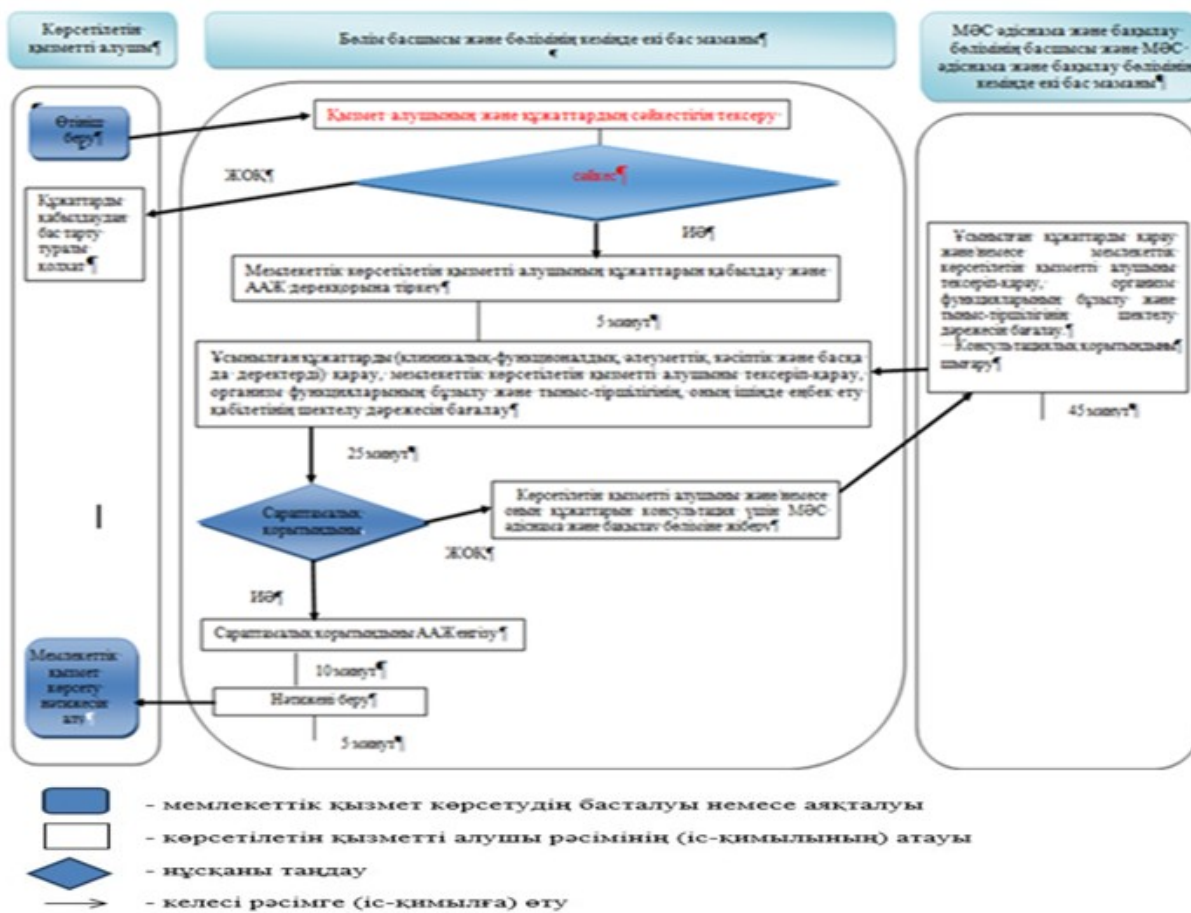 Көрсетілетін
қызметті алушы¶
Бөлім басшысы және бөлімінің кемінде екі бас маманы¶
¶
МӘС әдіснама және бақылау
бөлімінің басшысы және МӘС
әдіснама және бақылау бөлімінің
кемінде екі бас маманы¶
¶
Өтініш
беру¶
Қызмет алушының және құжаттардың сәйкестігін тексеру
сәйкес¶
ЖОҚ¶
ИӘ¶
Құжаттарды
қабылдаудан
бас тарту
туралы
қолхат¶
Мемлекеттік көрсетілетін қызметті алушының құжаттарын қабылдау және
ААЖ дерекқорына тіркеу¶
5 минут¶
Ұсынылған құжаттарды (клиникалық-функционалдық, әлеуметтік, кәсіптік және басқа
да деректерді) қарау, мемлекеттік көрсетілетін қызметті алушыны тексеріп-қарау,
организм функцияларының бұзылу және тыныс-тіршілігінің, оның ішінде еңбек ету
қабілетінің шектелу дәрежесін бағалау¶
Ұсынылған құжаттарды қарау
және/немесе мемлекеттік
көрсетілетін қызметті алушыны
тексеріп-қарау, организм
функцияларының бұзылу және
тыныс-тіршілігінің шектелу
дәрежесін бағалау.¶
Консультациялық қорытындыны
шығару¶
45 минут¶
25 минут¶
Сараптамалық
қорытындыны
Көрсетілетін қызметті алушыны және/немесе
оның құжаттарын консультация үшін МӘС
әдіснама және бақылау бөліміне жіберу¶
ЖОҚ¶
ИӘ¶
Сараптамалық қорытындыны ААЖ енгізу¶
10 минут¶
Мемлекеттік
қызмет
көрсету
нәтижесін
алу¶
Нәтижені беру¶
5 минут¶
- мемлекеттік қызмет көрсетудің басталуы немесе аяқталуы
- көрсетілетін қызметті алушы рәсімінің (іс-қимылының) атауы
- нұсқаны таңдау
- келесі рәсімге (іс-қимылға) өту